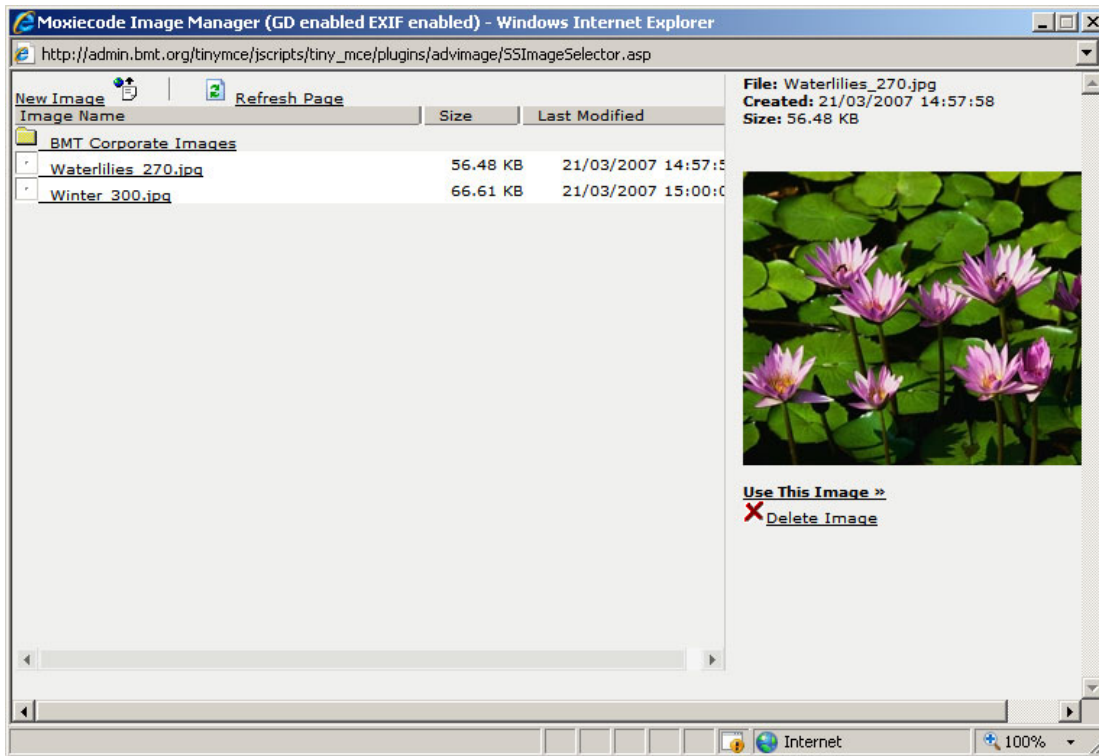 Moxiecode Image Manager (GD enabled EXIF enabled) - Windows Internet Explorer
http://admin.bmt.org/tinymce/jscripts/tiny_mce/plugins/advimage/SSImageSelector.asp
New Image | Refresh Page
Image Name Size Last Modified
BMT Corporate Images
Waterlilies_270.jpg 56.48 KB 21/03/2007 14:57:5
Winter_300.jpg 66.61 KB 21/03/2007 15:00:0
File: Waterlilies_270.jpg
Created: 21/03/2007 14:57:58
Size: 56.48 KB
Use This Image »
Delete Image
Internet 100%